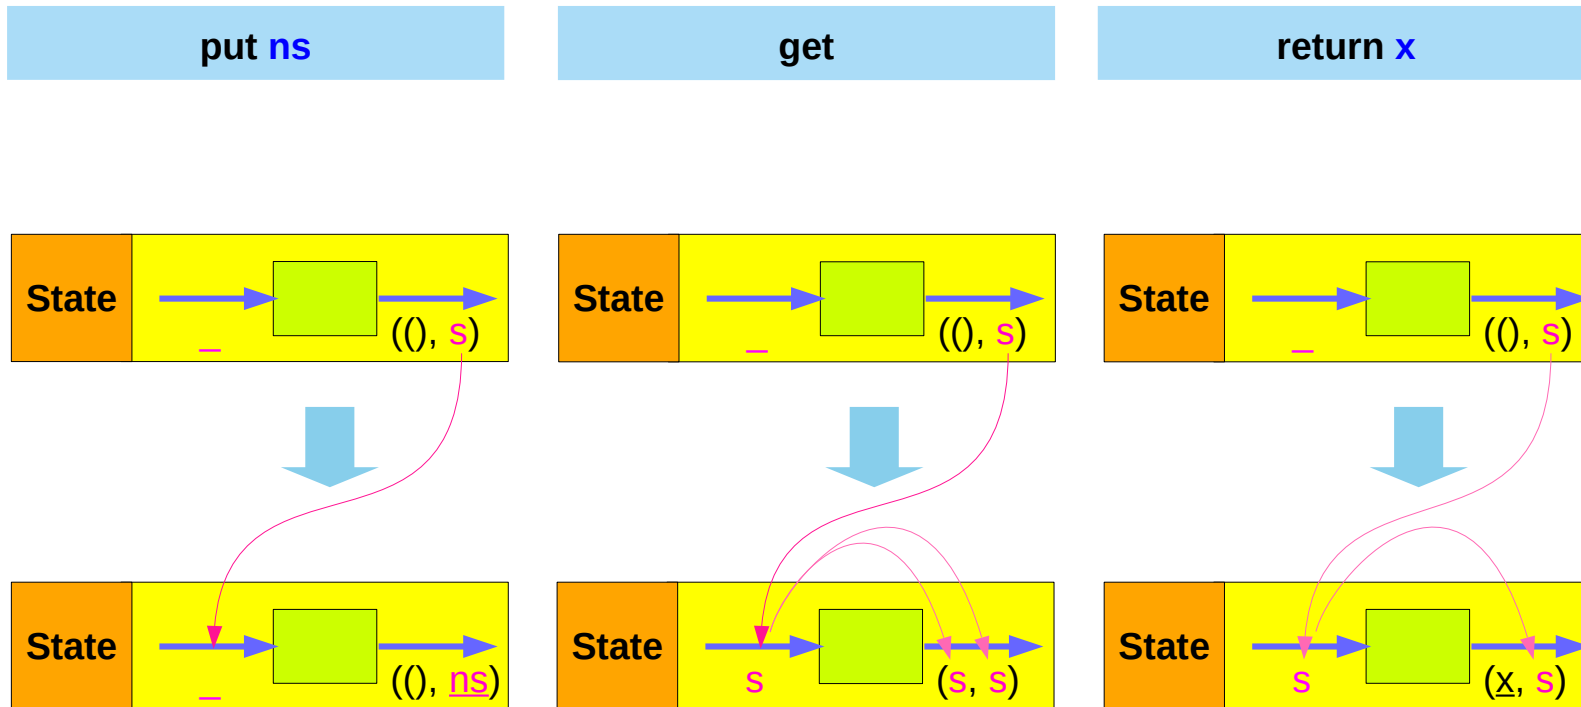 put ns
get
return x
State
_
((), s)
State
_
((), s)
State
_
((), s)
State
_
((), ns)
State
s
(s, s)
State
s
(x, s)